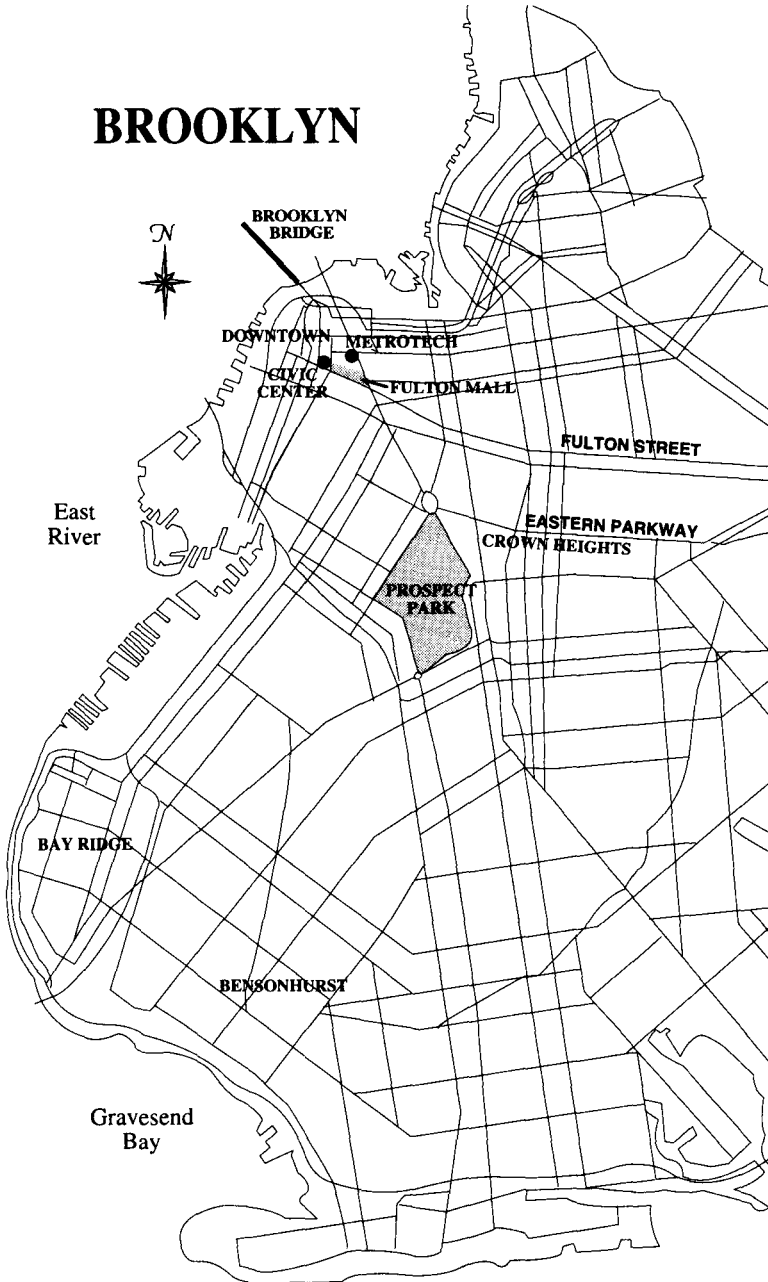 BROOKLYN
N
BROOKLYN
BRIDGE
DOWNTOWN
METROTECH
CIVIC
CENTER
FULTON MALL
FULTON STREET
East
River
EASTERN PARKWAY
CROWN HEIGHTS
PROSPECT
PARK
BAY RIDGE
BENSONHURST
Gravesend
Bay